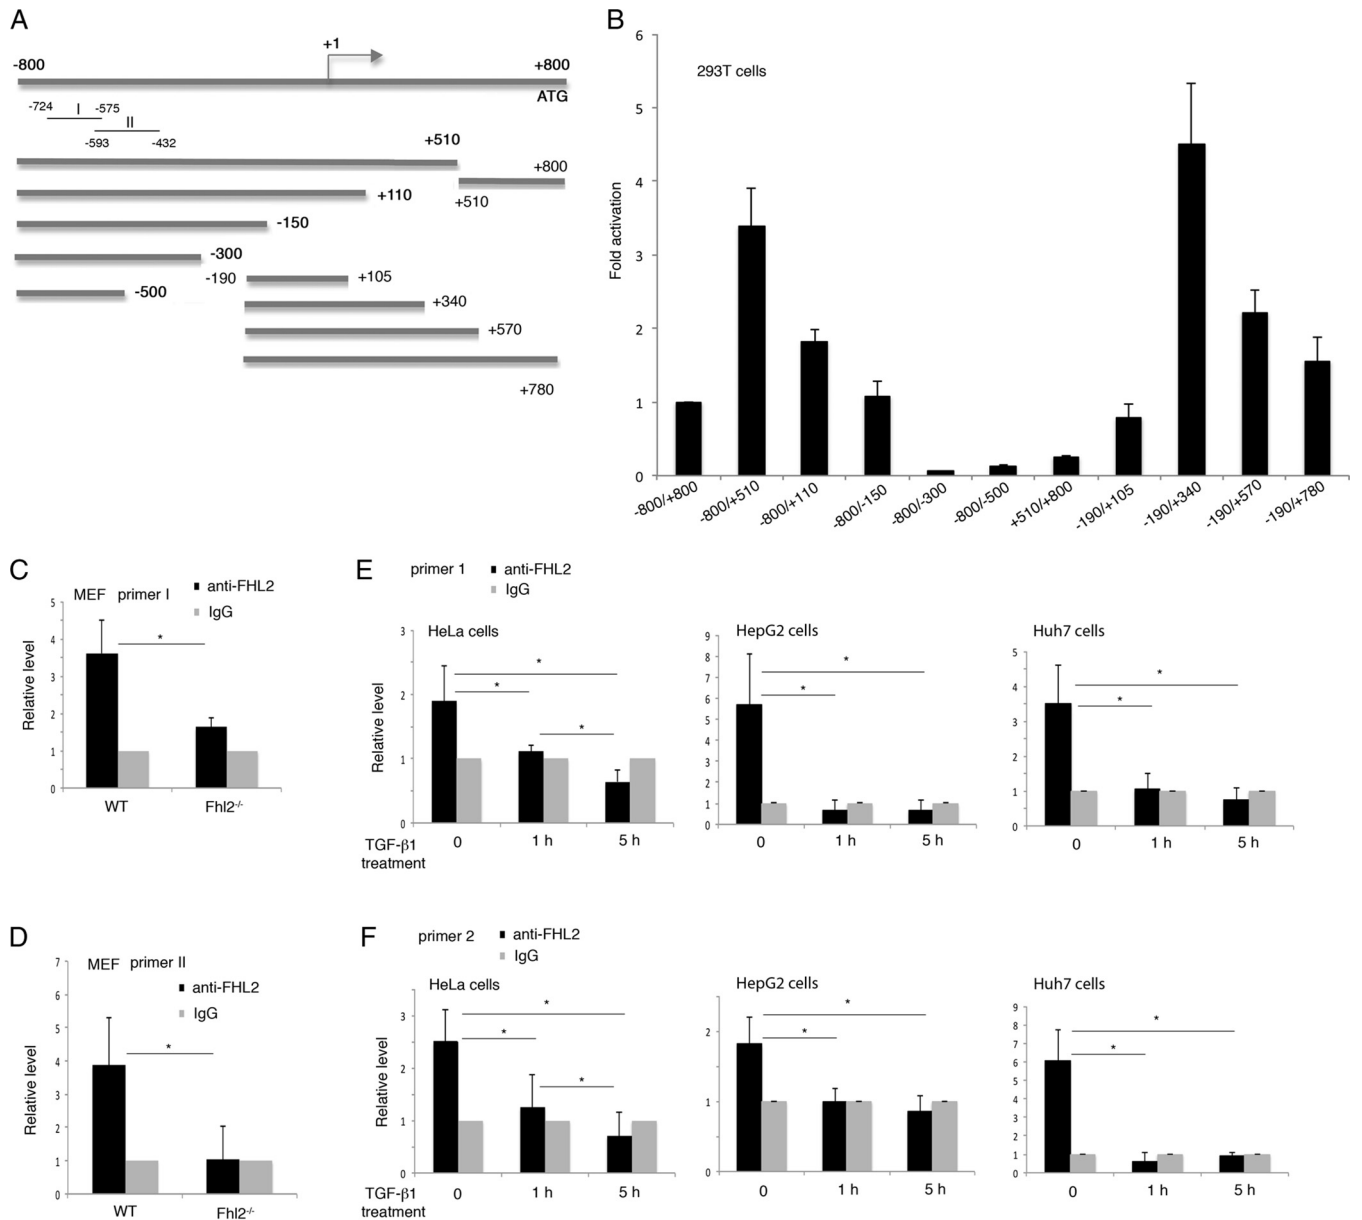 A
-800
+1
+800
ATG
-724
I
-575
II
-593
-432
+510
+800
+510
+110
-150
-300
-190
+105
-500
+340
+570
+780
B
293T cells
Fold activation
6
5
4
3
2
1
0
-800/+800
-800/+510
-800/+110
-800/-150
-800/-300
-800/-500
+510/+800
-190/+105
-190/+340
-190/+570
-190/+780
C
MEF primer I
anti-FHL2
IgG
Relative level
5
4
3
2
1
0
*
WT
Fhl2-/-
D
MEF primer II
anti-FHL2
IgG
Relative level
7
6
5
4
3
2
1
0
*
WT
Fhl2-/-
E
primer 1
anti-FHL2
IgG
HeLa cells
Relative level
3
2
1
0
*
*
*
TGF-β1
treatment
0
1 h
5 h
HepG2 cells
9
8
7
6
5
4
3
2
1
0
*
*
0
1 h
5 h
Huh7 cells
5
4
3
2
1
0
*
*
0
1 h
5 h
F
primer 2
anti-FHL2
IgG
HeLa cells
Relative level
3
2
1
0
*
*
*
TGF-β1
treatment
0
1 h
5 h
HepG2 cells
2
1
0
*
*
0
1 h
5 h
Huh7 cells
9
8
7
6
5
4
3
2
1
0
*
*
0
1 h
5 h